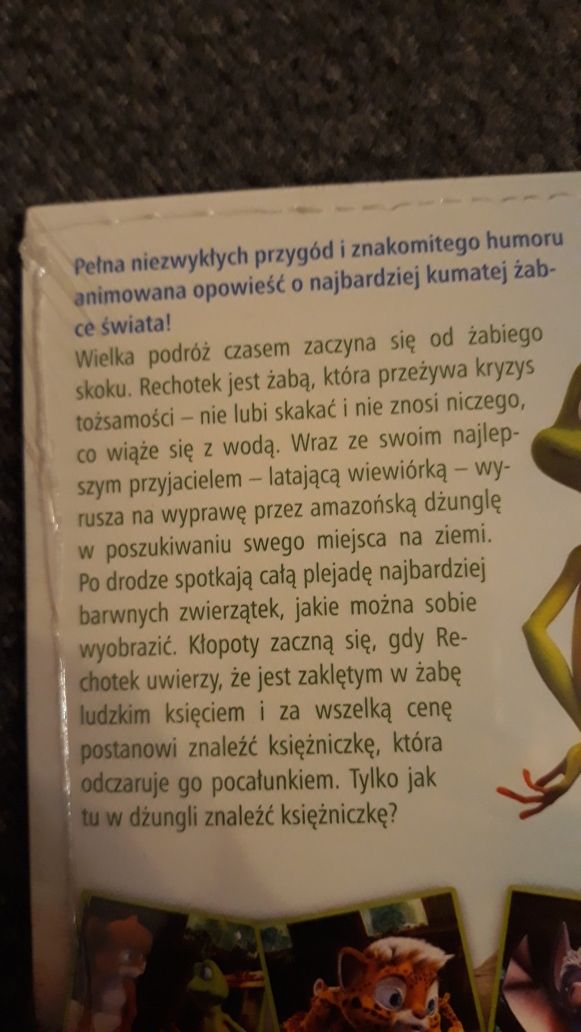 Pełna niezwykłych przygód i znakomitego humoru
animowana opowieść o najbardziej kumatej żab-
ce świata!
Wielka podróż czasem zaczyna się od żabiego
skoku. Rechotek jest żabą, która przeżywa kryzys
tożsamości – nie lubi skakać i nie znosi niczego,
co wiąże się z wodą. Wraz ze swoim najlep-
szym przyjacielem – latającą wiewiórką – wy-
rusza na wyprawę przez amazońską dżunglę
w poszukiwaniu swego miejsca na ziemi.
Po drodze spotkają całą plejadę najbardziej
barwnych zwierzątek, jakie można sobie
wyobrazić. Kłopoty zaczną się, gdy Re-
chotek uwierzy, że jest zaklętym w żabę
ludzkim księciem i za wszelką cenę
postanowi znaleźć księżniczkę, która
odczaruje go pocałunkiem. Tylko jak
tu w dżungli znaleźć księżniczkę?